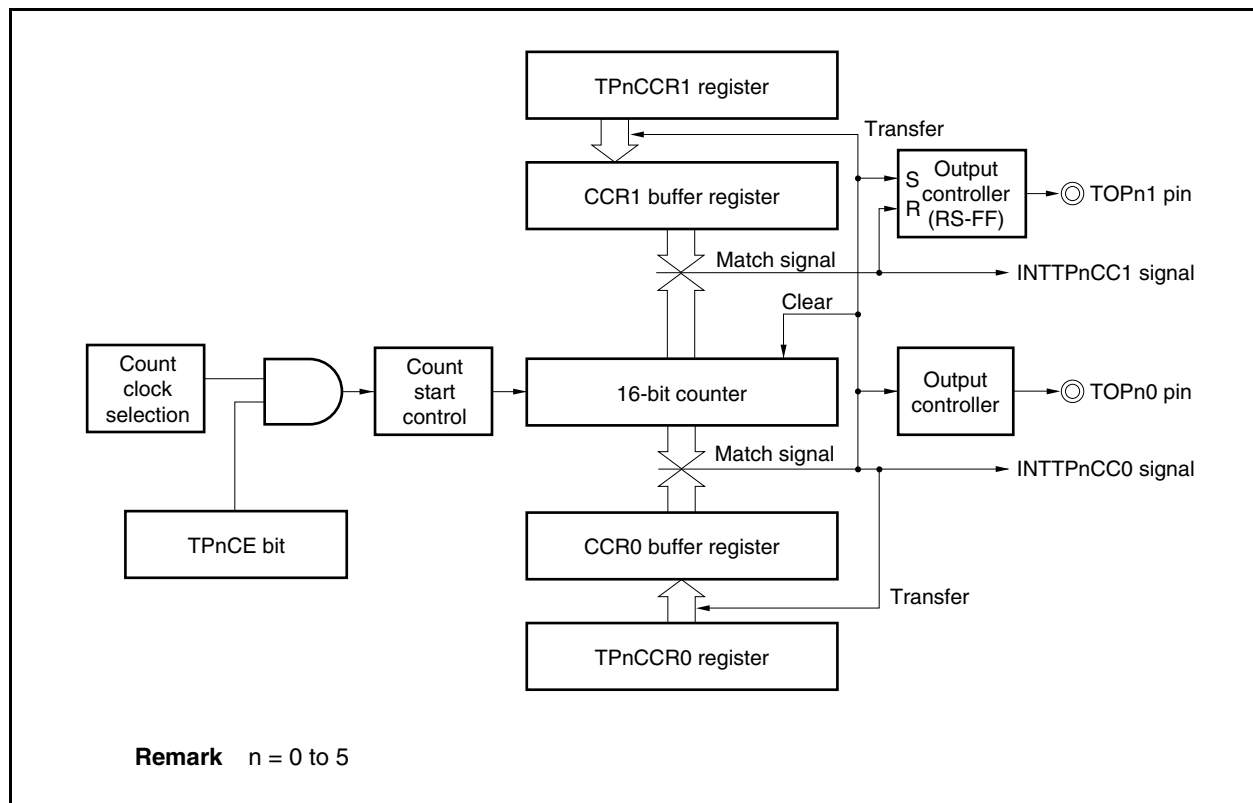 TPnCCR1 register
Transfer
CCR1 buffer register
S
R
Output
controller
(RS-FF)
TOPn1 pin
Match signal
INTTPnCC1 signal
Clear
Count
clock
selection
Count
start
control
16-bit counter
Output
controller
TOPn0 pin
Match signal
INTTPnCC0 signal
TPnCE bit
CCR0 buffer register
Transfer
TPnCCR0 register
Remark n = 0 to 5